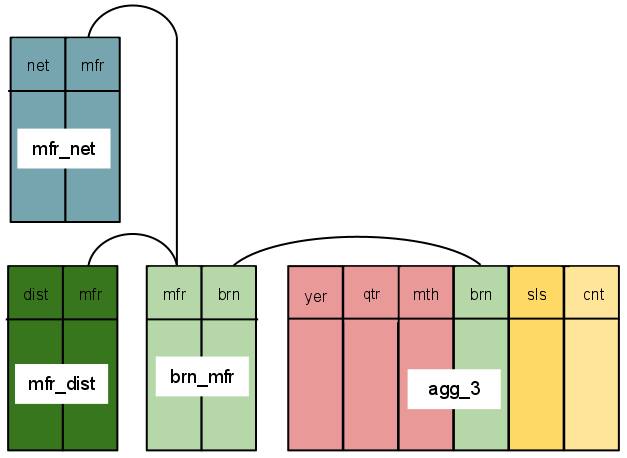 net mfr
mfr_net
dist mfr
mfr_dist
mfr brn
brn_mfr
yer qtr mth brn sls cnt
agg_3